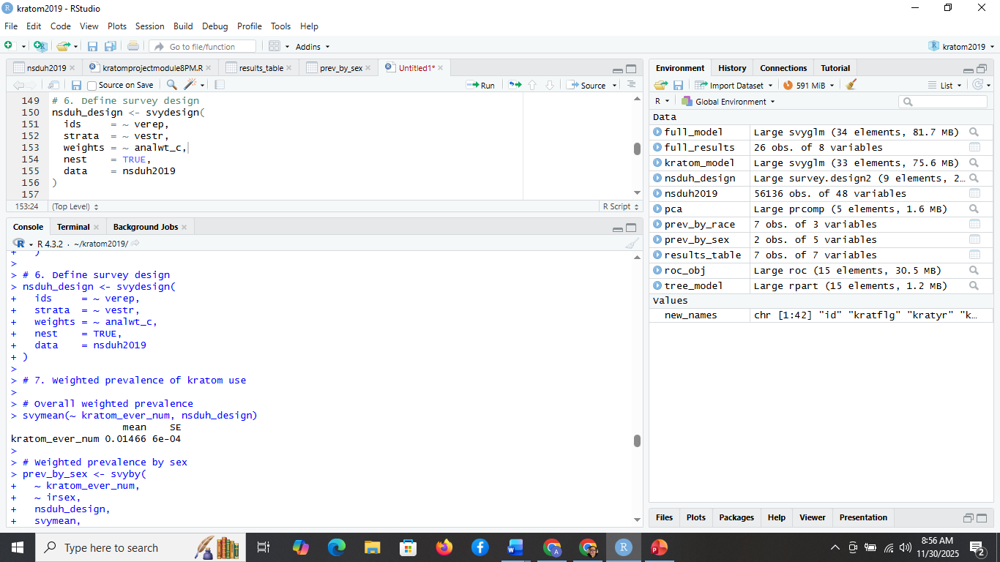 kratom2019 - RStudio
File Edit Code View Plots Session Build Debug Profile Tools Help
Go to file/function Addins kratom2019
nsduh2019 kratomprojectmodule8PM.R results_table prev_by_sex Untitled1*
Source on Save Run Source
149 # 6. Define survey design
150 nsduh_design <- svydesign(
151 ids = ~ verep,
152 strata = ~ vestr,
153 weights = ~ analwt_c,
154 nest = TRUE,
155 data = nsduh2019
156 )
157
153:24 (Top Level) R Script
Console Terminal Background Jobs
R 4.3.2 · ~/kratom2019/
+ )
>
> # 6. Define survey design
> nsduh_design <- svydesign(
+ ids = ~ verep,
+ strata = ~ vestr,
+ weights = ~ analwt_c,
+ nest = TRUE,
+ data = nsduh2019
+ )
>
> # 7. Weighted prevalence of kratom use
>
> # Overall weighted prevalence
> svymean(~ kratom_ever_num, nsduh_design)
mean SE
kratom_ever_num 0.01466 6e-04
>
> # Weighted prevalence by sex
> prev_by_sex <- svyby(
+ ~ kratom_ever_num,
+ ~ irsex,
+ nsduh_design,
+ svymean,
Environment History Connections Tutorial
Import Dataset 591 MiB List
R Global Environment
Data
full_model Large svyglm (34 elements, 81.7 MB)
full_results 26 obs. of 8 variables
kratom_model Large svyglm (33 elements, 75.6 MB)
nsduh_design Large survey.design2 (9 elements, 2…
nsduh2019 56136 obs. of 48 variables
pca Large prcomp (5 elements, 1.6 MB)
prev_by_race 7 obs. of 3 variables
prev_by_sex 2 obs. of 5 variables
results_table 7 obs. of 7 variables
roc_obj Large roc (15 elements, 30.5 MB)
tree_model Large rpart (15 elements, 1.2 MB)
Values
new_names chr [1:42] "id" "kratflg" "kratyr" "k…
Files Plots Packages Help Viewer Presentation
Type here to search
8:56 AM
11/30/2025
2